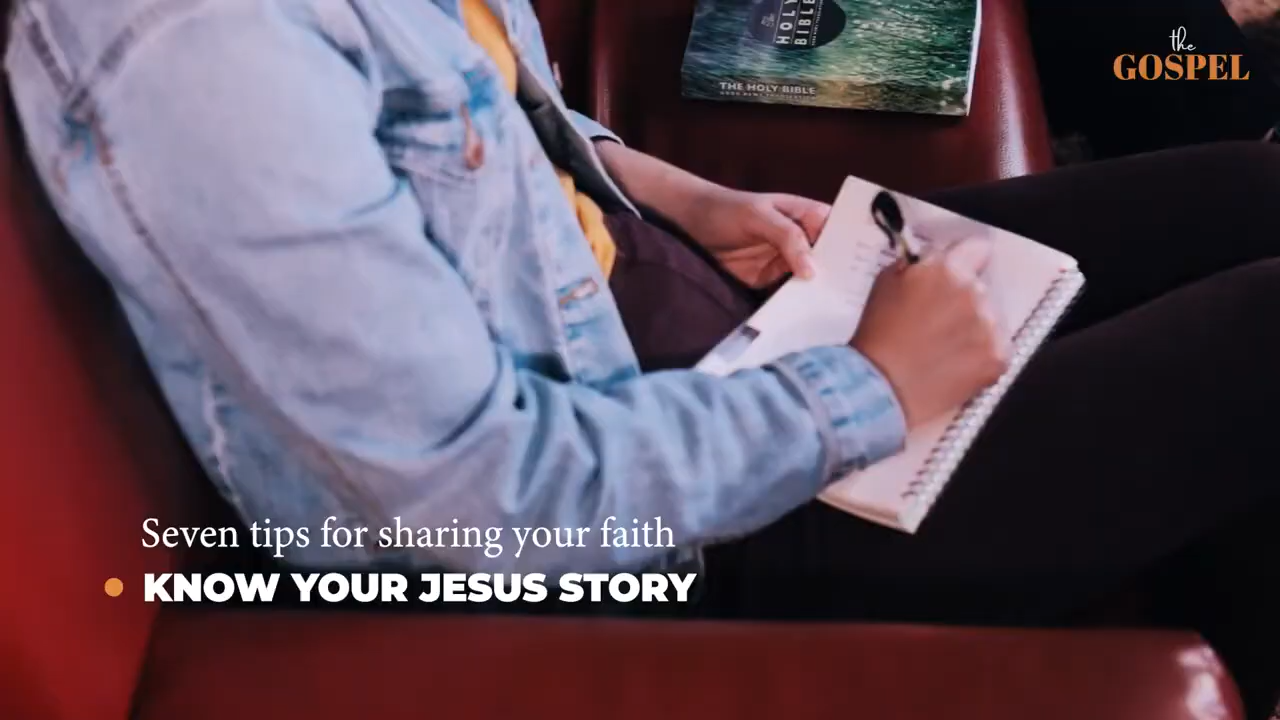 HOLY
BIBLE
THE HOLY BIBLE
the
GOSPEL
Seven tips for sharing your faith
KNOW YOUR JESUS STORY